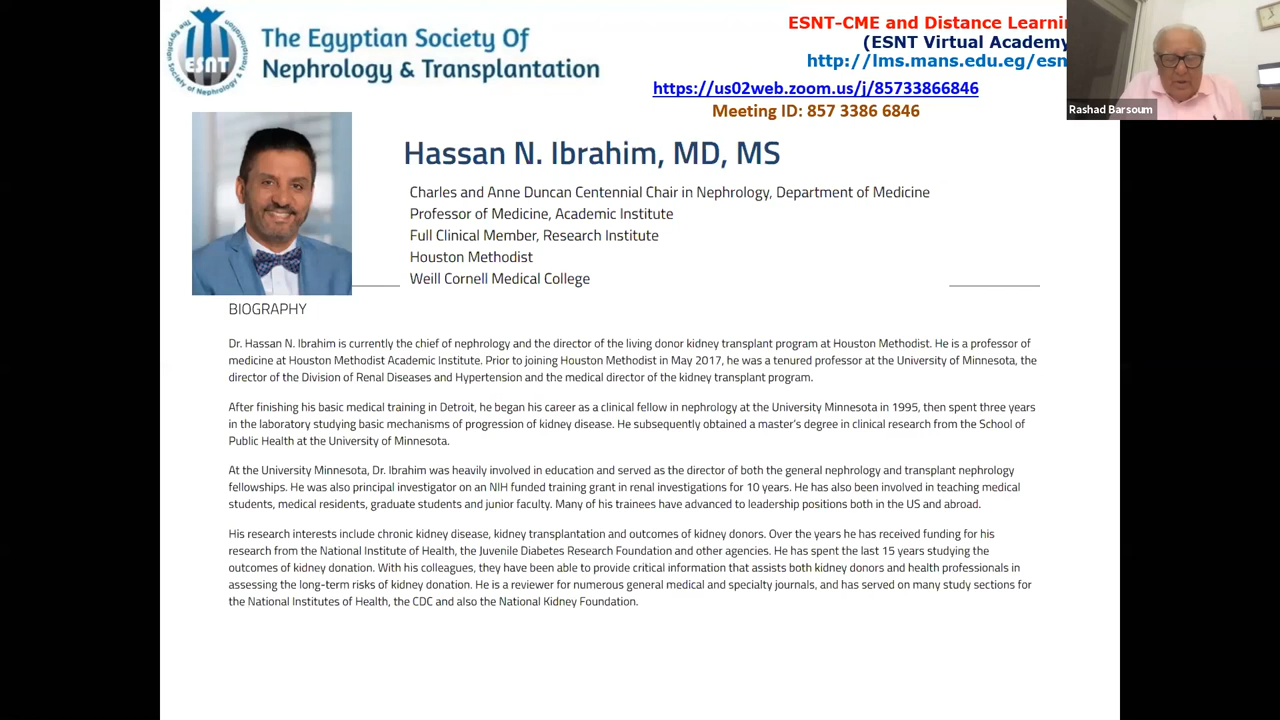 ESNT
Egyptian Society of Nephrology & Transplantation
The Egyptian Society Of
Nephrology & Transplantation
ESNT-CME and Distance Learni
(ESNT Virtual Academy
http://lms.mans.edu.eg/esn
https://us02web.zoom.us/j/85733866846
Meeting ID: 857 3386 6846
Rashad Barsoum
Hassan N. Ibrahim, MD, MS
Charles and Anne Duncan Centennial Chair in Nephrology, Department of Medicine
Professor of Medicine, Academic Institute
Full Clinical Member, Research Institute
Houston Methodist
Weill Cornell Medical College
BIOGRAPHY
Dr. Hassan N. Ibrahim is currently the chief of nephrology and the director of the living donor kidney transplant program at Houston Methodist. He is a professor of
medicine at Houston Methodist Academic Institute. Prior to joining Houston Methodist in May 2017, he was a tenured professor at the University of Minnesota, the
director of the Division of Renal Diseases and Hypertension and the medical director of the kidney transplant program.
After finishing his basic medical training in Detroit, he began his career as a clinical fellow in nephrology at the University Minnesota in 1995, then spent three years
in the laboratory studying basic mechanisms of progression of kidney disease. He subsequently obtained a master's degree in clinical research from the School of
Public Health at the University of Minnesota.
At the University Minnesota, Dr. Ibrahim was heavily involved in education and served as the director of both the general nephrology and transplant nephrology
fellowships. He was also principal investigator on an NIH funded training grant in renal investigations for 10 years. He has also been involved in teaching medical
students, medical residents, graduate students and junior faculty. Many of his trainees have advanced to leadership positions both in the US and abroad.
His research interests include chronic kidney disease, kidney transplantation and outcomes of kidney donors. Over the years he has received funding for his
research from the National Institute of Health, the Juvenile Diabetes Research Foundation and other agencies. He has spent the last 15 years studying the
outcomes of kidney donation. With his colleagues, they have been able to provide critical information that assists both kidney donors and health professionals in
assessing the long-term risks of kidney donation. He is a reviewer for numerous general medical and specialty journals, and has served on many study sections for
the National Institutes of Health, the CDC and also the National Kidney Foundation.